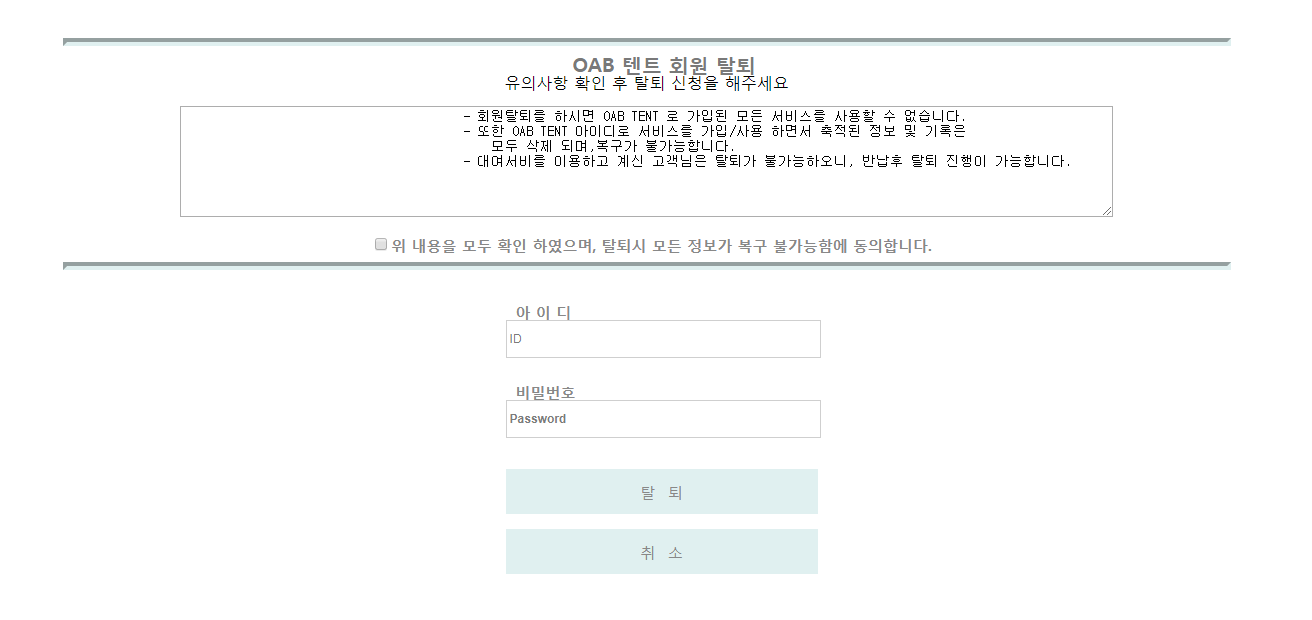 OAB 텐트 회원 탈퇴
유의사항 확인 후 탈퇴 신청을 해주세요
- 회원탈퇴를 하시면 OAB TENT 로 가입된 모든 서비스를 사용할 수 없습니다.
- 또한 OAB TENT 아이디로 서비스를 가입/사용 하면서 축적된 정보 및 기록은
모두 삭제 되며,복구가 불가능합니다.
- 대여서비를 이용하고 계신 고객님은 탈퇴가 불가능하오니, 반납후 탈퇴 진행이 가능합니다.
위 내용을 모두 확인 하였으며, 탈퇴시 모든 정보가 복구 불가능함에 동의합니다.
아 이 디
ID
비밀번호
Password
탈 퇴
취 소